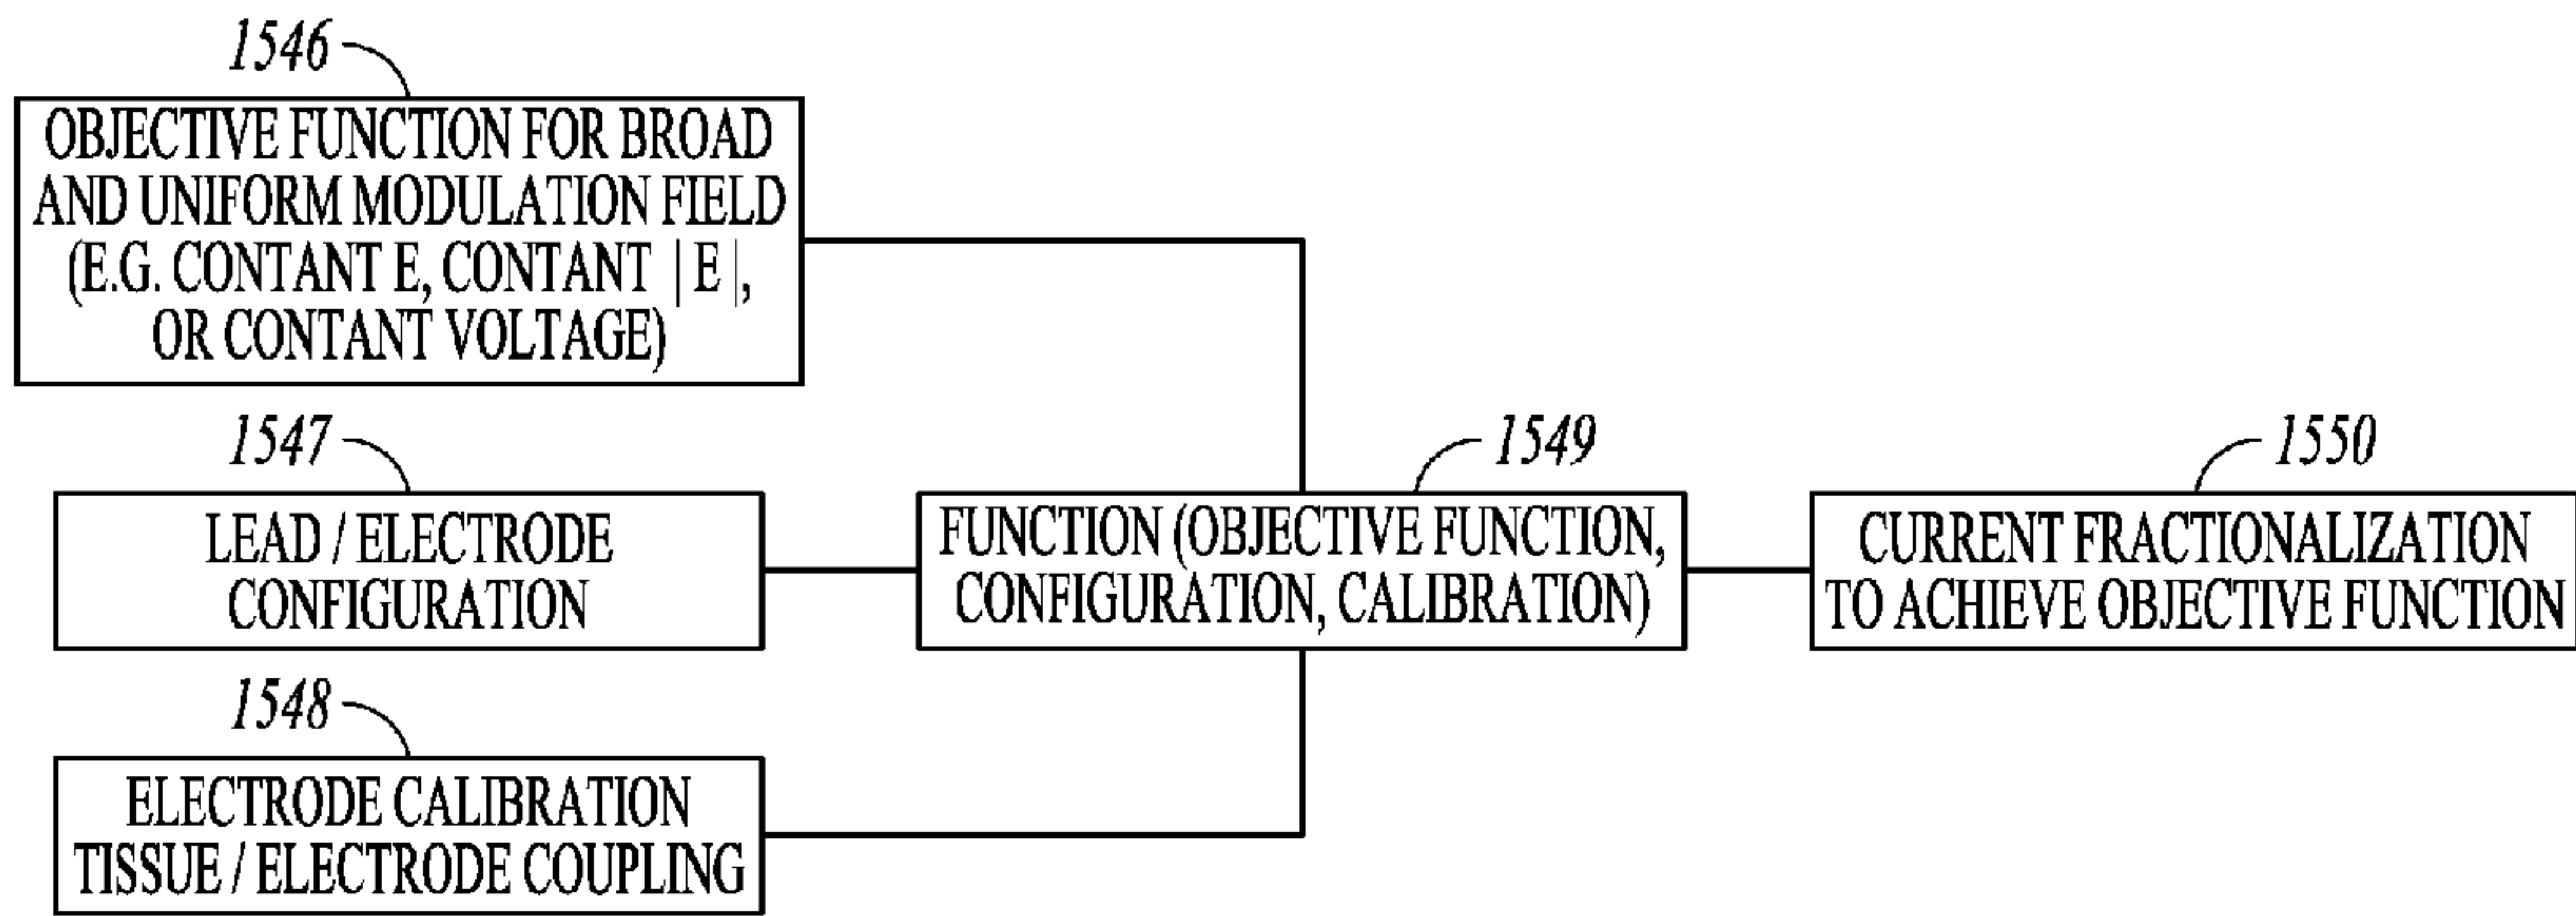 1546
OBJECTIVE FUNCTION FOR BROAD
AND UNIFORM MODULATION FIELD
(E.G. CONTANT E, CONTANT | E |,
OR CONTANT VOLTAGE)
1547
LEAD / ELECTRODE
CONFIGURATION
1548
ELECTRODE CALIBRATION
TISSUE / ELECTRODE COUPLING
1549
FUNCTION (OBJECTIVE FUNCTION,
CONFIGURATION, CALIBRATION)
1550
CURRENT FRACTIONALIZATION
TO ACHIEVE OBJECTIVE FUNCTION